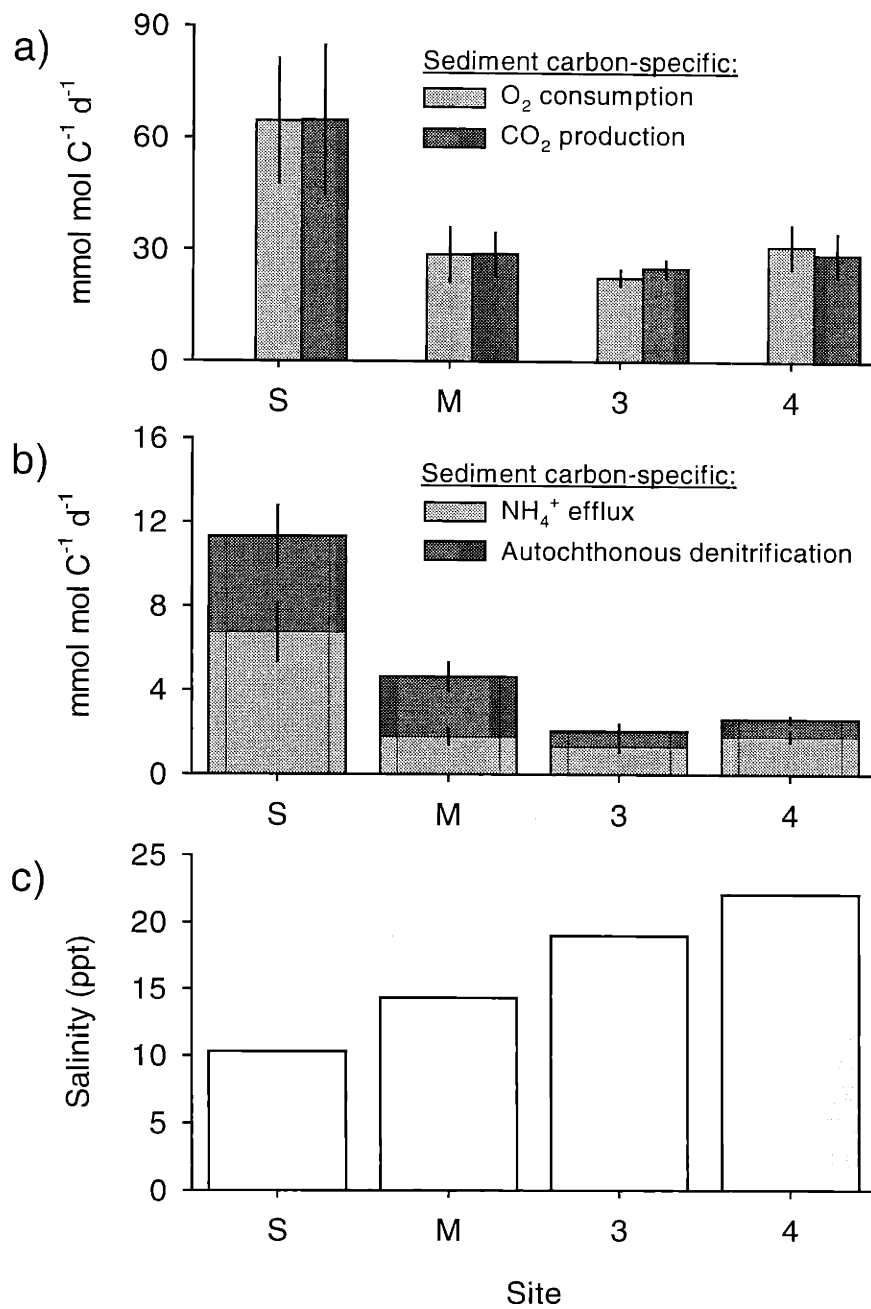 a)
90
60
30
0
mmol mol C⁻¹ d⁻¹
Sediment carbon-specific:
O₂ consumption
CO₂ production
S M 3 4
b)
16
12
8
4
0
mmol mol C⁻¹ d⁻¹
Sediment carbon-specific:
NH₄⁺ efflux
Autochthonous denitrification
S M 3 4
c)
25
20
15
10
5
0
Salinity (ppt)
S M 3 4
Site